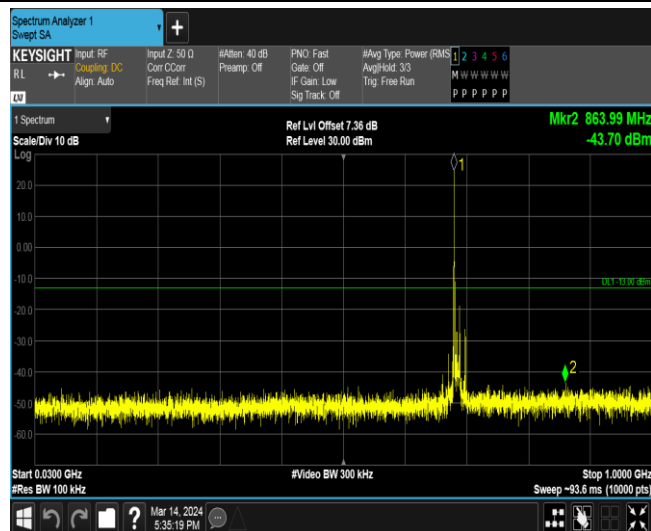 Spectrum Analyzer 1
Swept SA
KEYSIGHT
RL
Input: RF
Coupling: DC
Align: Auto
Input Z: 50 Ω
Corr CCorr
Freq Ref: Int (S)
#Atten: 40 dB
Preamp: Off
PNO: Fast
Gate: Off
IF Gain: Low
Sig Track: Off
#Avg Type: Power (RMS
Avg|Hold: 3/3
Trig: Free Run
1 2 3 4 5 6
M W W W W W
P P P P P P
LXI
1 Spectrum
Scale/Div 10 dB
Ref Lvl Offset 7.36 dB
Ref Level 30.00 dBm
Mkr2 863.99 MHz
-43.70 dBm
Log
1
20.0
10.0
0.00
-10.0
DL1 -13.00 dBm
-20.0
-30.0
-40.0
2
-50.0
-60.0
Start 0.0300 GHz
#Video BW 300 kHz
Stop 1.0000 GHz
#Res BW 100 kHz
Sweep ~93.6 ms (10000 pts)
?
Mar 14, 2024
5:35:19 PM